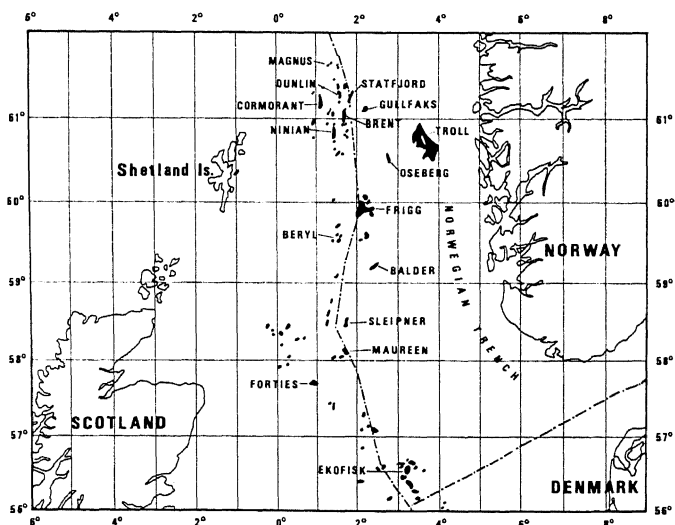 6° 4° 2° 0° 2° 4° 6° 8°
MAGNUS
DUNLIN STATFJORD
CORMORANT GULLFAKS
61° BRENT 61°
NINIAN TROLL
Shetland Is. OSEBERG
60° FRIGG 60°
BERYL NORWEGIAN TRENCH NORWAY
59° BALDER 59°
SLEIPNER
58° MAUREEN 58°
FORTIES
SCOTLAND
57° 57°
EKOFISK
DENMARK
56° 56°
6° 4° 2° 0° 2° 4° 6° 8°